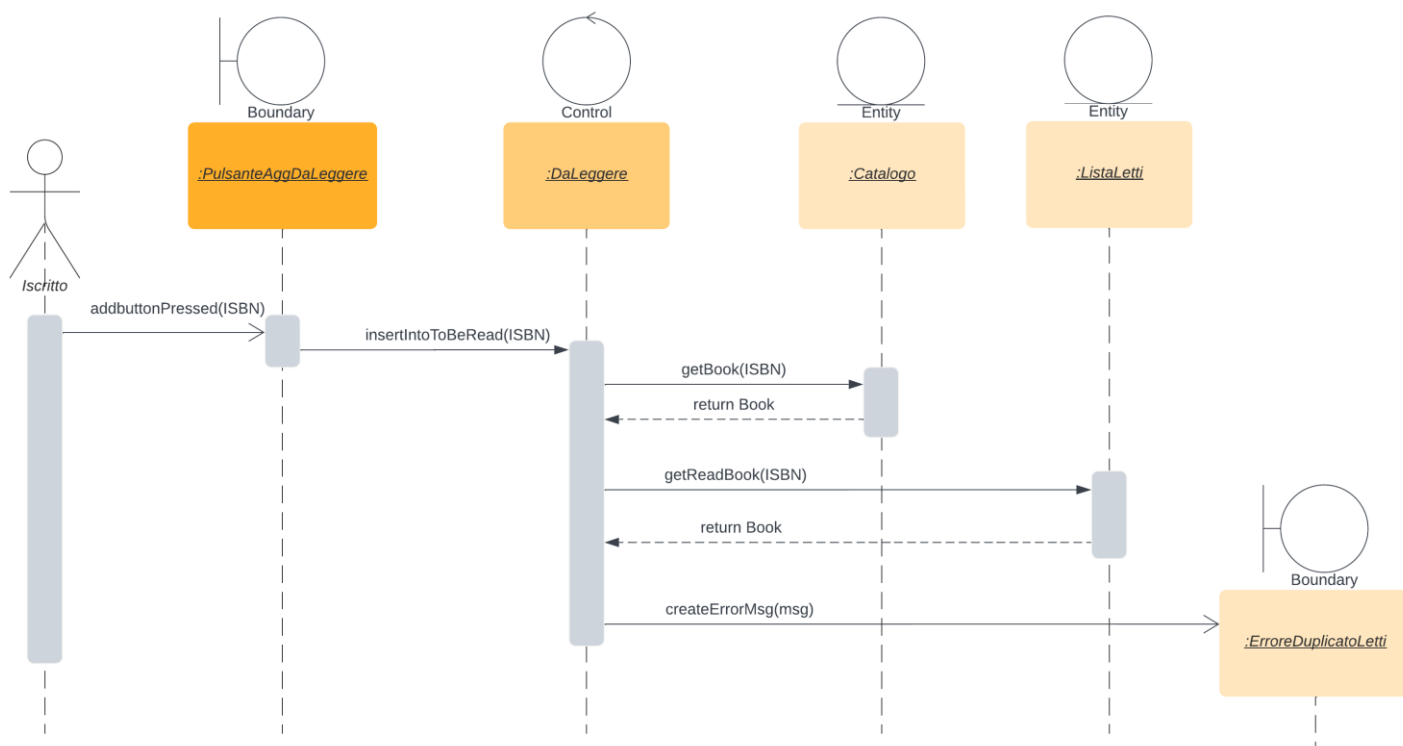 Boundary
Control
Entity
Entity
:PulsanteAggDaLeggere
:DaLeggere
:Catalogo
:ListaLetti
Iscritto
addbuttonPressed(ISBN)
insertIntoToBeRead(ISBN)
getBook(ISBN)
return Book
getReadBook(ISBN)
return Book
Boundary
createErrorMsg(msg)
:ErroreDuplicatoLetti